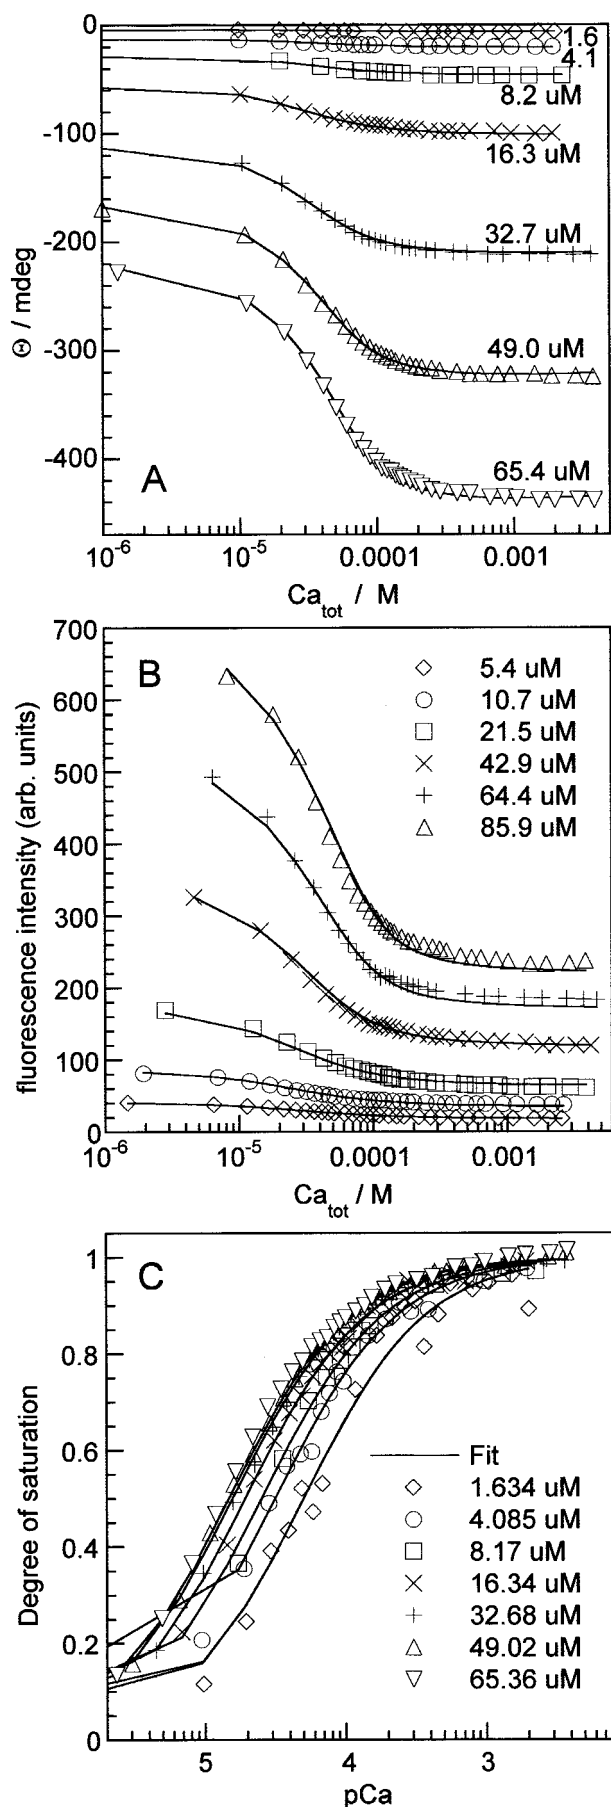 0
-100
-200
-300
-400
Θ / mdeg
1.6
4.1
8.2 uM
16.3 uM
32.7 uM
49.0 uM
65.4 uM
A
10-6
10-5
0.0001
0.001
Catot / M
700
600
500
400
300
200
100
0
fluorescence intensity (arb. units)
B
5.4 uM
10.7 uM
21.5 uM
42.9 uM
64.4 uM
85.9 uM
10-6
10-5
0.0001
0.001
Catot / M
1
0.8
0.6
0.4
0.2
0
Degree of saturation
C
Fit
1.634 uM
4.085 uM
8.17 uM
16.34 uM
32.68 uM
49.02 uM
65.36 uM
5
4
3
pCa